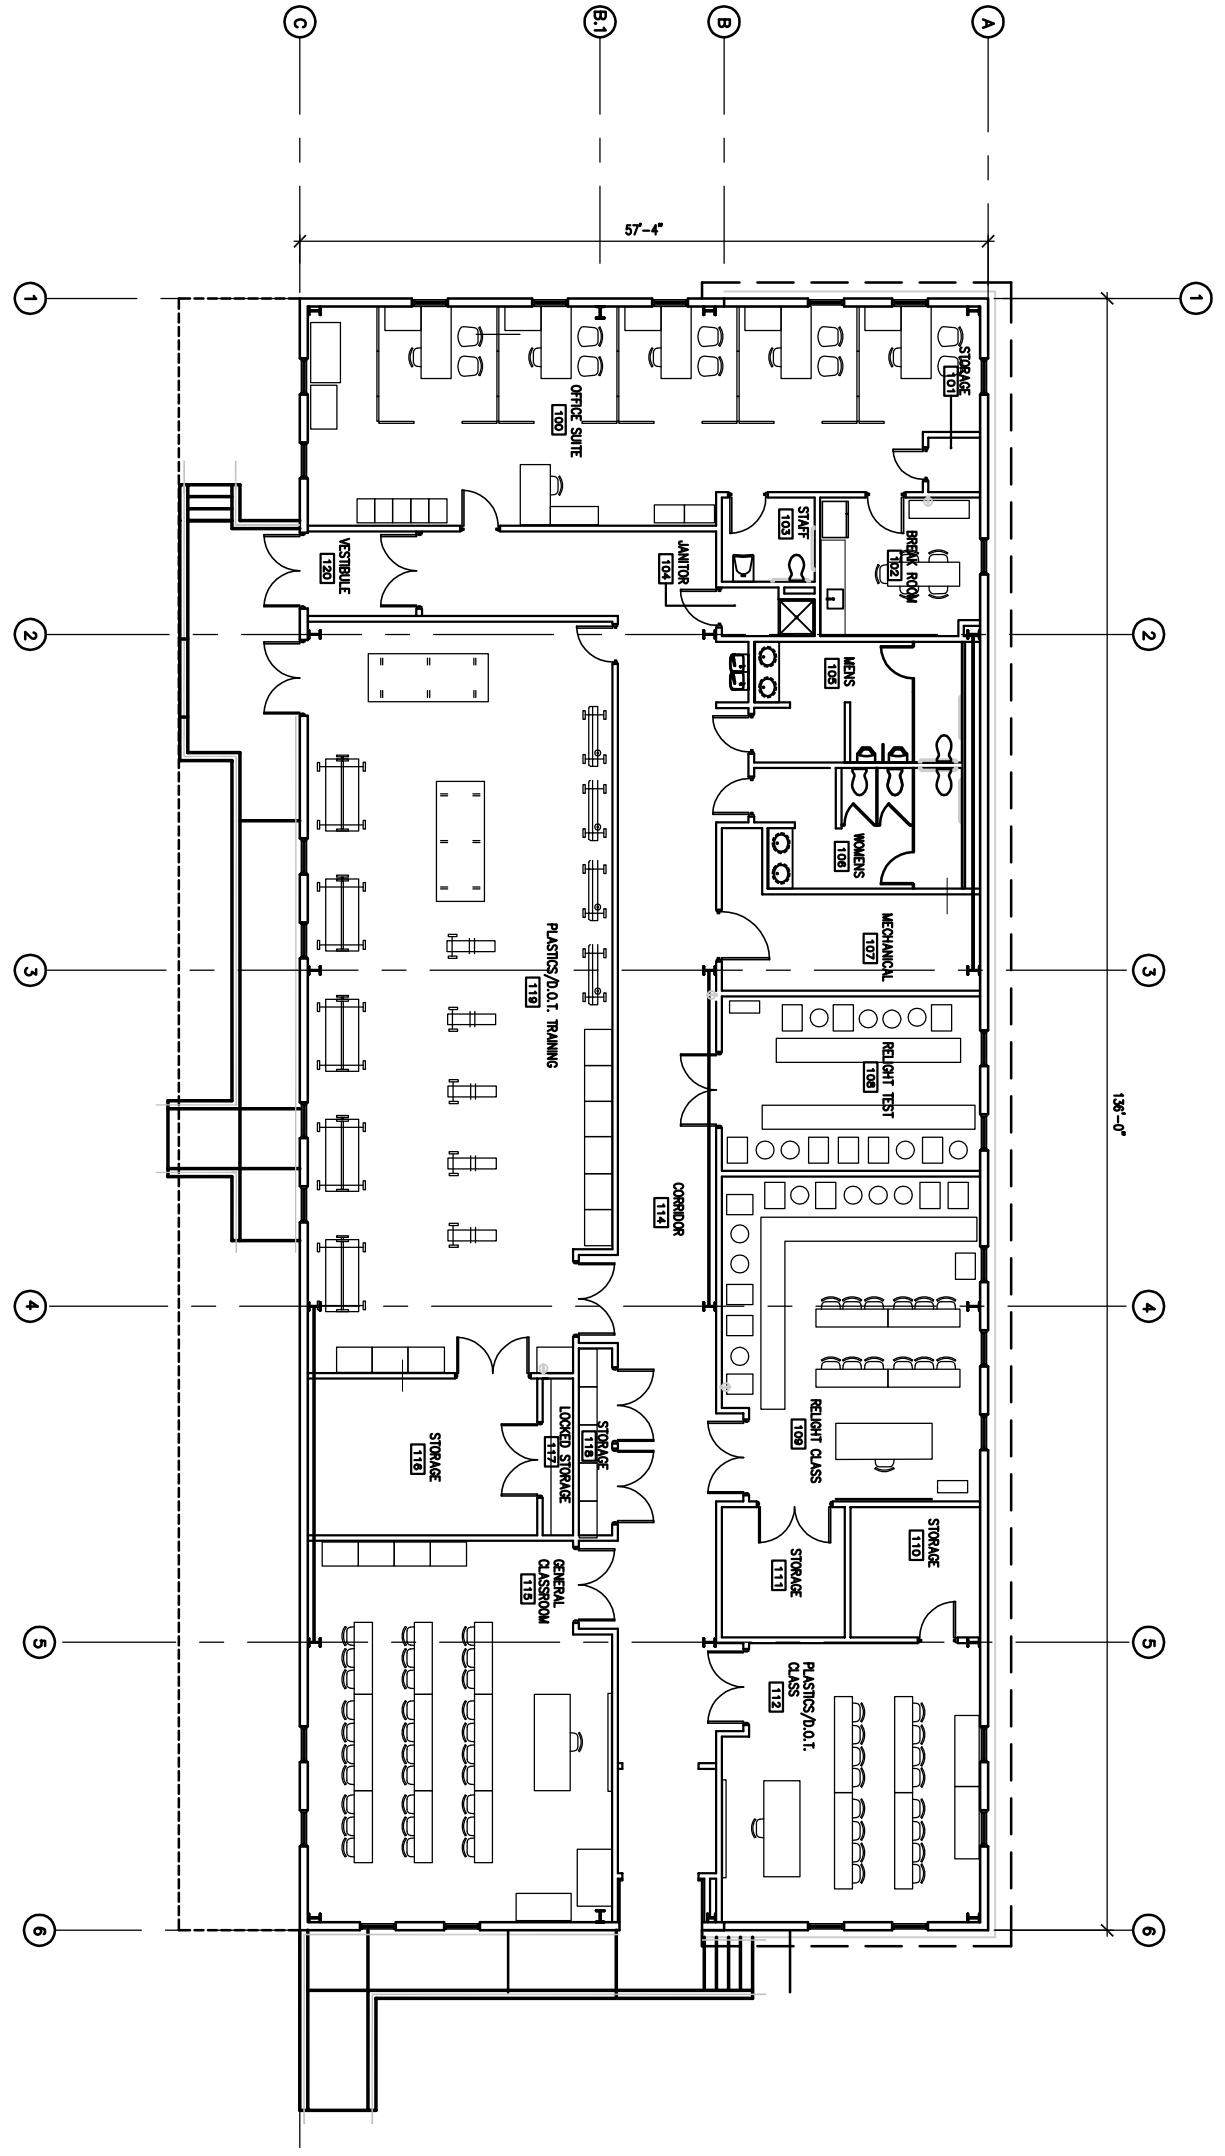 C
B.1
B
A
57'-4"
1
1
STORAGE
101
OFFICE SUITE
100
STAFF
103
BREAK ROOM
102
VESTIBULE
120
JANITOR
104
2
2
MENS
105
WOMENS
106
MECHANICAL
107
3
3
PLASTICS/D.O.T. TRAINING
119
RELIGHT TEST
108
136'-0"
CORRIDOR
114
4
4
RELIGHT CLASS
109
STORAGE
118
LOCKED STORAGE
117
STORAGE
116
STORAGE
110
STORAGE
111
GENERAL
CLASSROOM
115
5
5
PLASTICS/D.O.T.
CLASS
112
6
6